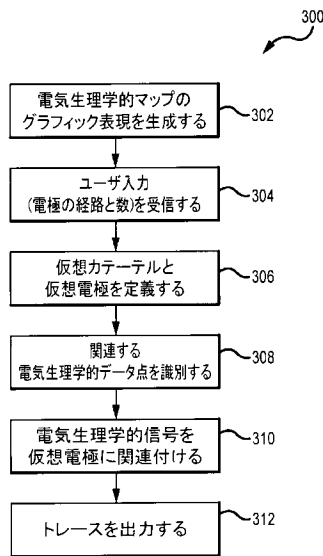 300
電気生理学的マップの
グラフィック表現を生成する
302
ユーザ入力
(電極の経路と数)を受信する
304
仮想カテーテルと
仮想電極を定義する
306
関連する
電気生理学的データ点を識別する
308
電気生理学的信号を
仮想電極に関連付ける
310
トレースを出力する
312